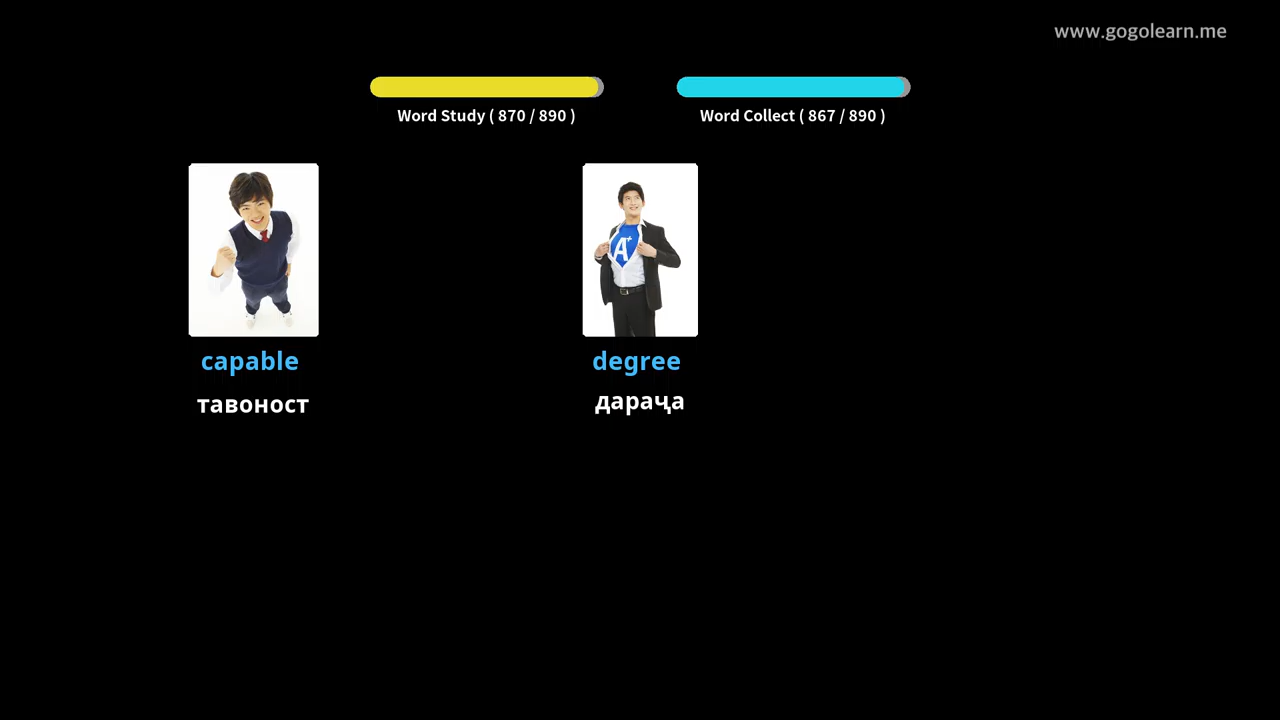 www.gogolearn.me
Word Study ( 870 / 890 )
Word Collect ( 867 / 890 )
A+
capable
degree
тавоност
дараҷа